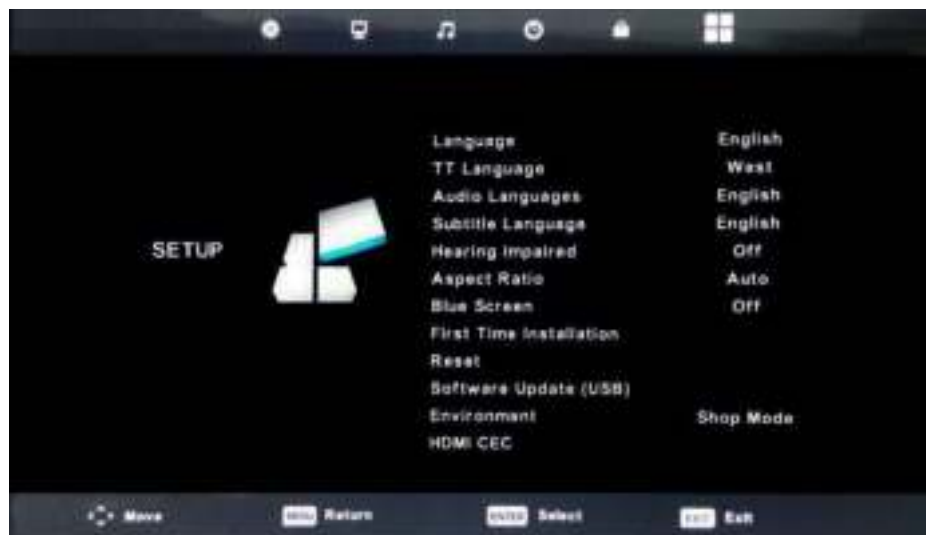 Language English
TT Language West
Audio Languages English
Subtitle Language English
SETUP
Hearing Impaired Off
Aspect Ratio Auto
Blue Screen Off
First Time Installation
Reset
Software Update (USB)
Environment Shop Mode
HDMI CEC
Move MENU Return ENTER Select EXIT Exit